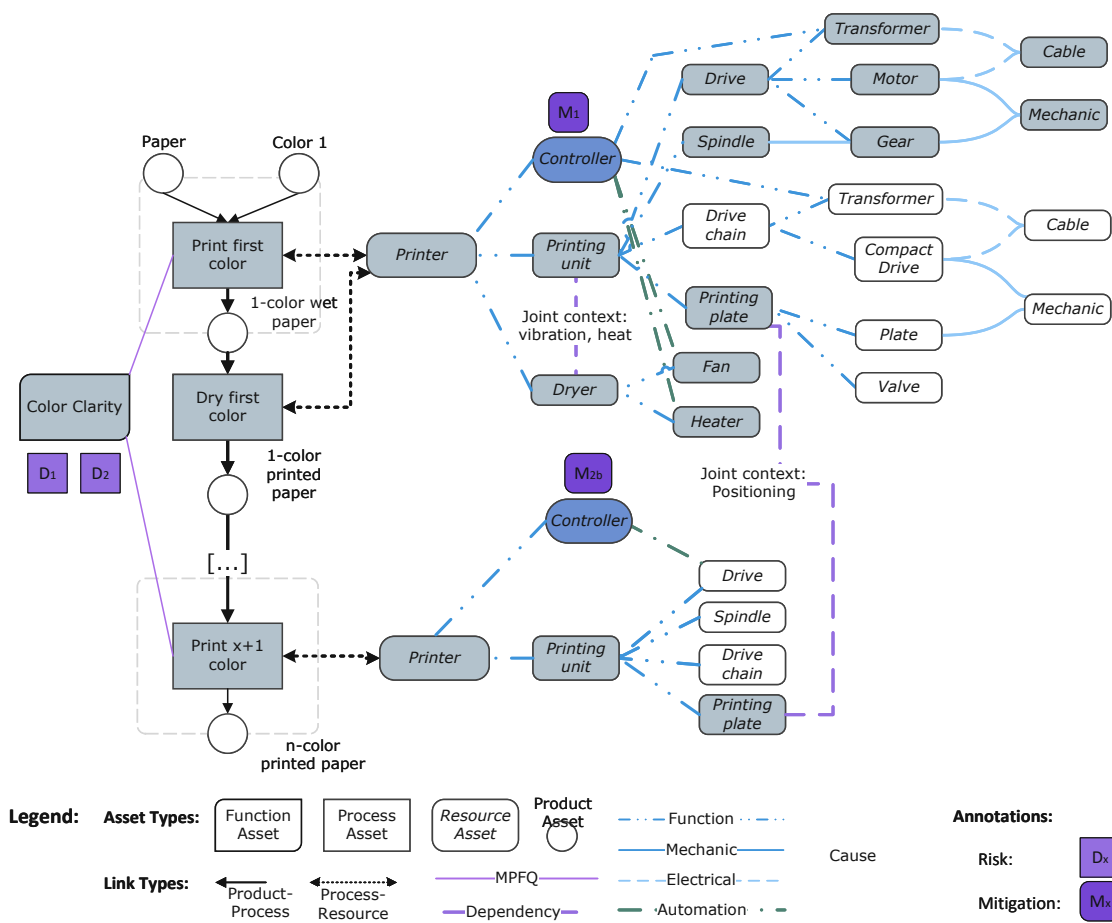 Transformer
Cable
Drive
Motor
M1
Mechanic
Paper
Color 1
Spindle
Gear
Controller
Transformer
Print first
color
Printer
Printing
unit
Drive
chain
Cable
Compact
Drive
1-color wet
paper
Joint context:
vibration, heat
Printing
plate
Mechanic
Plate
Fan
Valve
Color Clarity
Dry first
color
Dryer
Heater
D1
D2
1-color
printed
paper
M2b
Joint context:
Positioning
Controller
[...]
Drive
Spindle
Print x+1
color
Printer
Printing
unit
Drive
chain
Printing
plate
n-color
printed paper
Legend:
Asset Types:
Function
Asset
Process
Asset
Resource
Asset
Product
Asset
Function
Mechanic
Electrical
Automation
Cause
Annotations:
Risk:
Dx
Mitigation:
Mx
Link Types:
Product-
Process
Process-
Resource
MPFQ
Dependency